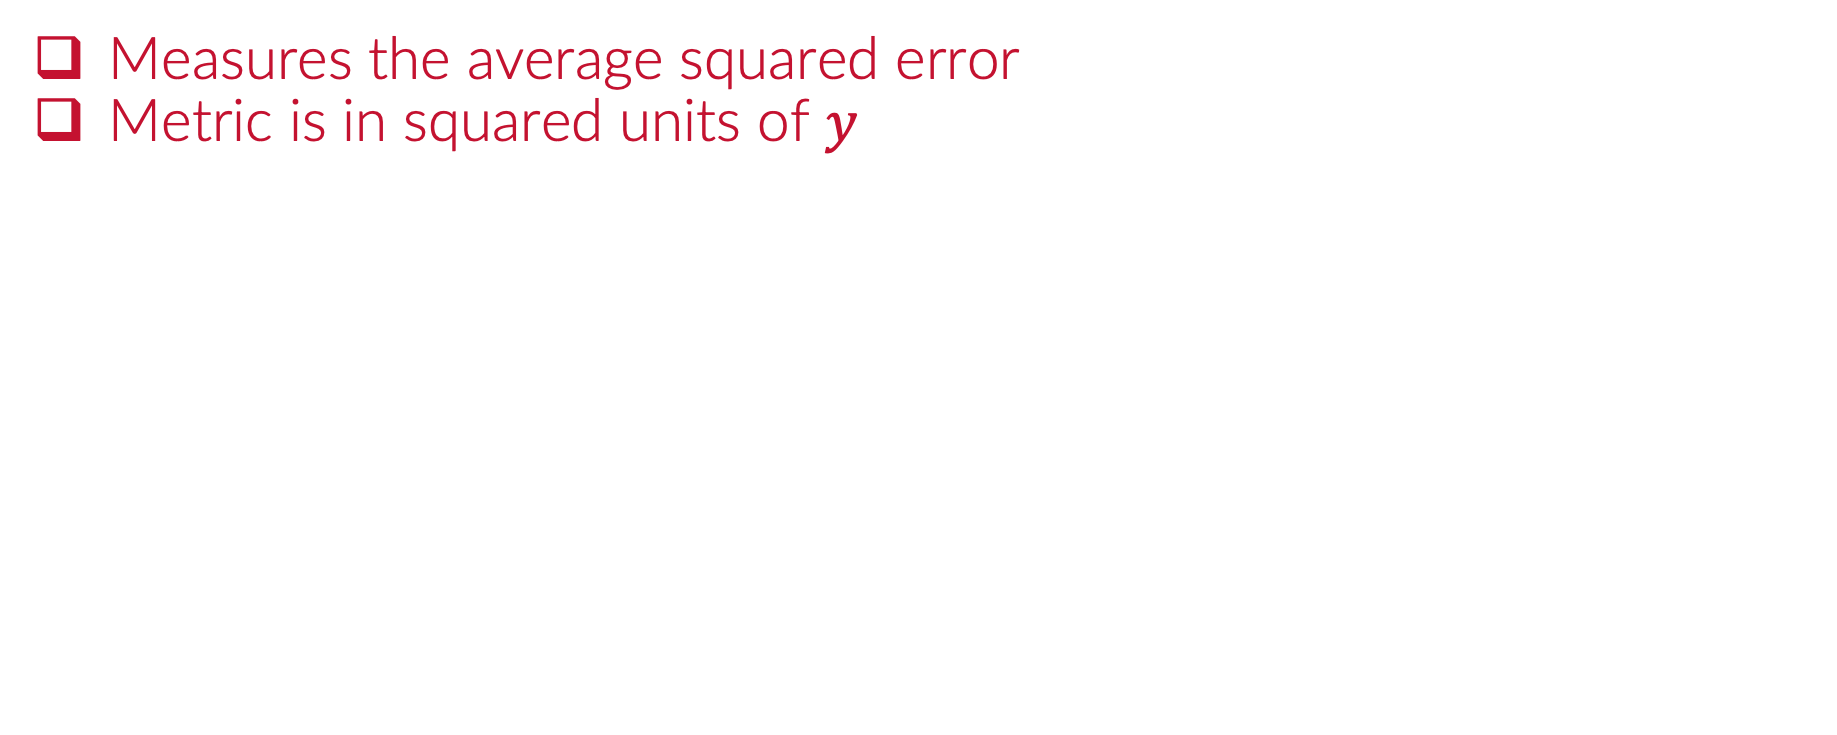 ❑ Measures the average squared error
❑ Metric is in squared units of y